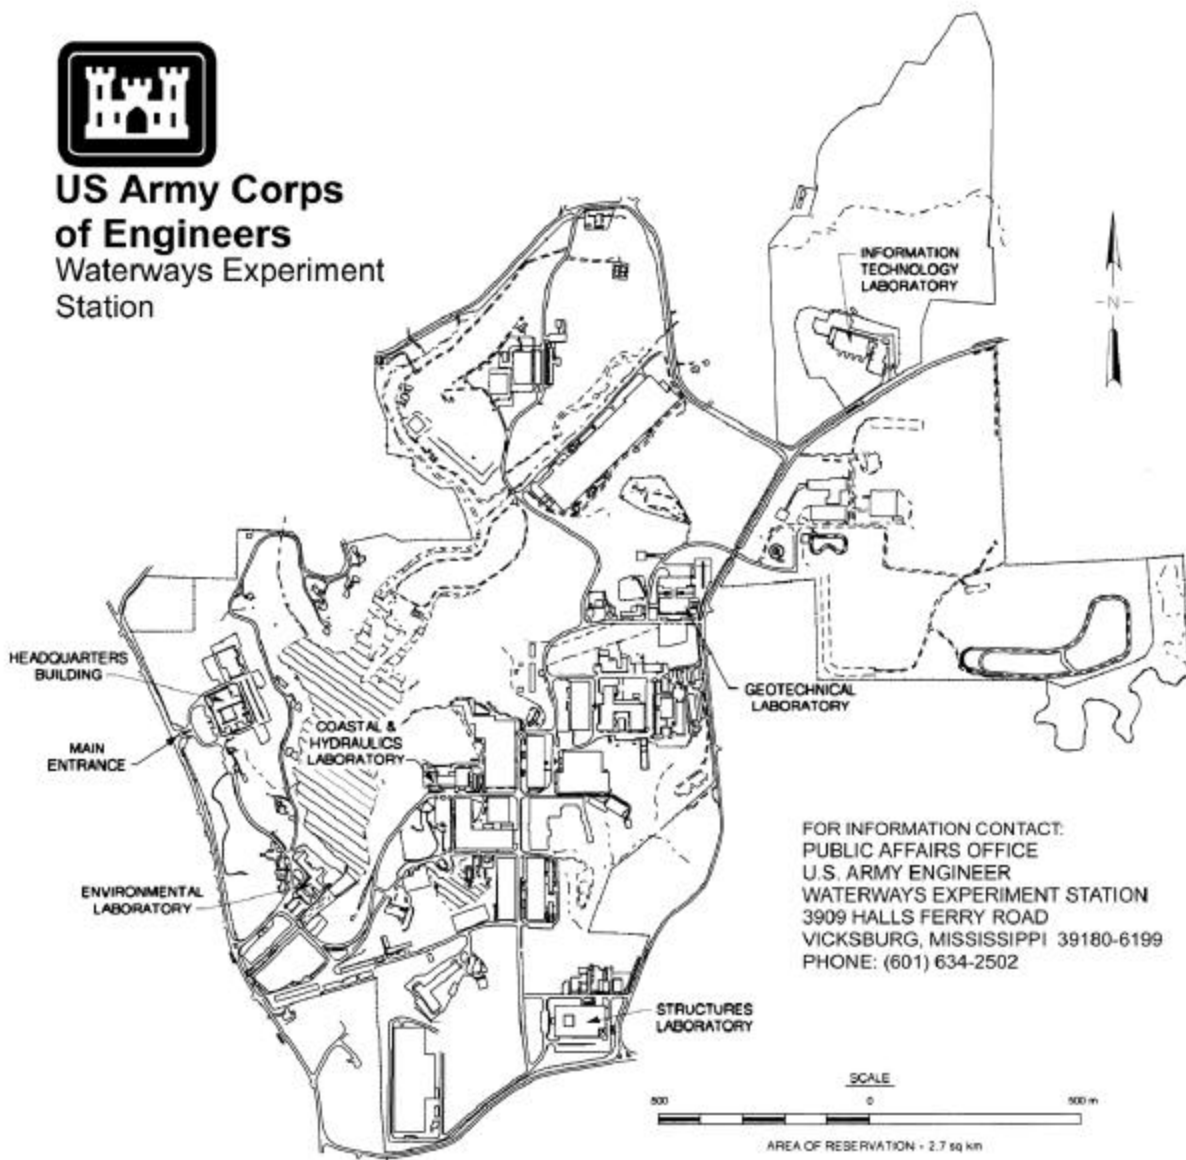 US Army Corps
of Engineers
Waterways Experiment
Station
INFORMATION
TECHNOLOGY
LABORATORY
N
HEADQUARTERS
BUILDING
MAIN
ENTRANCE
COASTAL &
HYDRAULICS
LABORATORY
GEOTECHNICAL
LABORATORY
ENVIRONMENTAL
LABORATORY
STRUCTURES
LABORATORY
FOR INFORMATION CONTACT:
PUBLIC AFFAIRS OFFICE
U.S. ARMY ENGINEER
WATERWAYS EXPERIMENT STATION
3909 HALLS FERRY ROAD
VICKSBURG, MISSISSIPPI 39180-6199
PHONE: (601) 634-2502
SCALE
500 0 500 m
AREA OF RESERVATION - 2.7 sq km